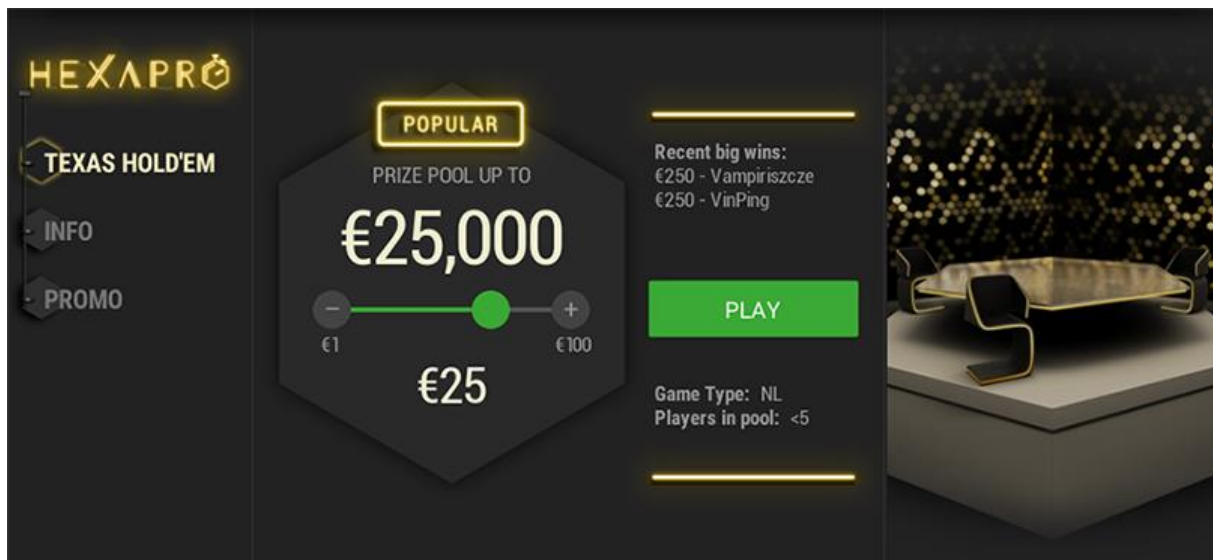 HEXAPRO
TEXAS HOLD'EM
INFO
PROMO
POPULAR
PRIZE POOL UP TO
€25,000
−
+
€1
€100
€25
Recent big wins:
€250 - Vampiriszcze
€250 - VinPing
PLAY
Game Type: NL
Players in pool: <5